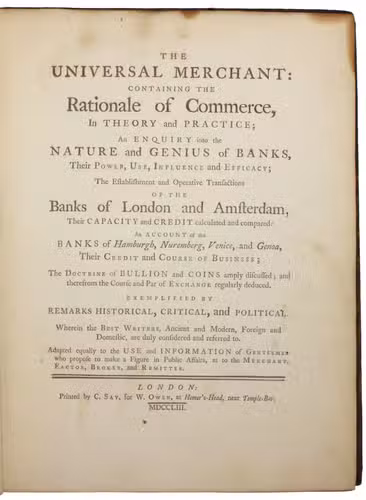 THE
UNIVERSAL MERCHANT:
CONTAINING THE
Rationale of Commerce,
In THEORY and PRACTICE;
An ENQUIRY into the
NATURE and GENIUS of BANKS,
Their POWER, USE, INFLUENCE and EFFICACY;
The Establishment and Operative Transactions
OF THE
Banks of London and Amſterdam,
Their CAPACITY and CREDIT calculated and compared:
An ACCOUNT of the
BANKS of Hamburgh, Nuremberg, Venice, and Genoa,
Their CREDIT and COURSE of BUSINESS;
The DOCTRINE of BULLION and COINS amply diſcuſſed; and
therefrom the Courſe and Par of EXCHANGE regularly deduced.
EXEMPLIFIED BY
REMARKS HISTORICAL, CRITICAL, and POLITICAL.
Wherein the BEST WRITERS, Ancient and Modern, Foreign and
Domeſtic, are duly conſidered and referred to.
Adapted equally to the USE and INFORMATION of GENTLEMEN
who propoſe to make a Figure in Public Affairs, as to the MERCHANT,
FACTOR, BROKER, and REMITTER.
LONDON:
Printed by C. SAY, for W. OWEN, at Homer's-Head, near Temple-Bar.
MDCCLIII.